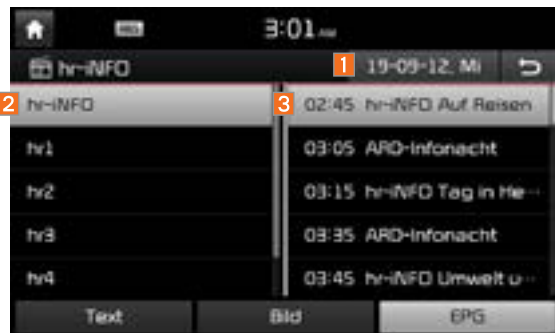 3:01 AM
hr-iNFO
1
19-09-12, Mi
2
hr-iNFO
3
02:45 hr-iNFO Auf Reisen
hr1
03:05 ARD-Infonacht
hr2
03:15 hr-iNFO Tag in He···
hr3
03:35 ARD-Infonacht
hr4
03:45 hr-iNFO Umwelt u···
Text
Bild
EPG